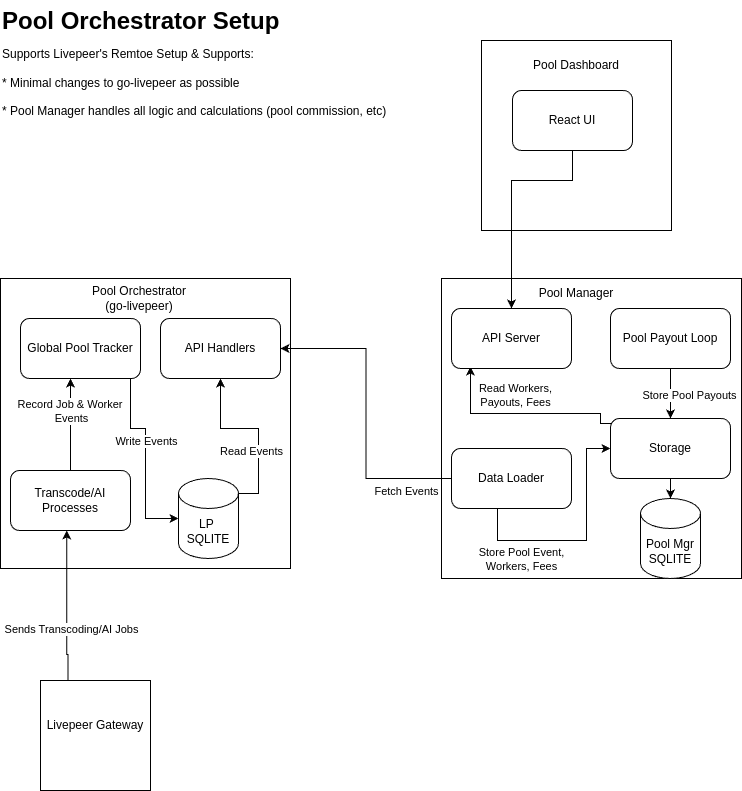 Pool Orchestrator Setup
Supports Livepeer's Remtoe Setup & Supports:
* Minimal changes to go-livepeer as possible
* Pool Manager handles all logic and calculations (pool commission, etc)
Pool Dashboard
React UI
Pool Orchestrator
(go-livepeer)
Global Pool Tracker
API Handlers
Record Job & Worker
Events
Write Events
Read Events
Transcode/AI
Processes
LP
SQLITE
Sends Transcoding/AI Jobs
Livepeer Gateway
Pool Manager
API Server
Pool Payout Loop
Read Workers,
Payouts, Fees
Store Pool Payouts
Storage
Data Loader
Fetch Events
Store Pool Event,
Workers, Fees
Pool Mgr
SQLITE